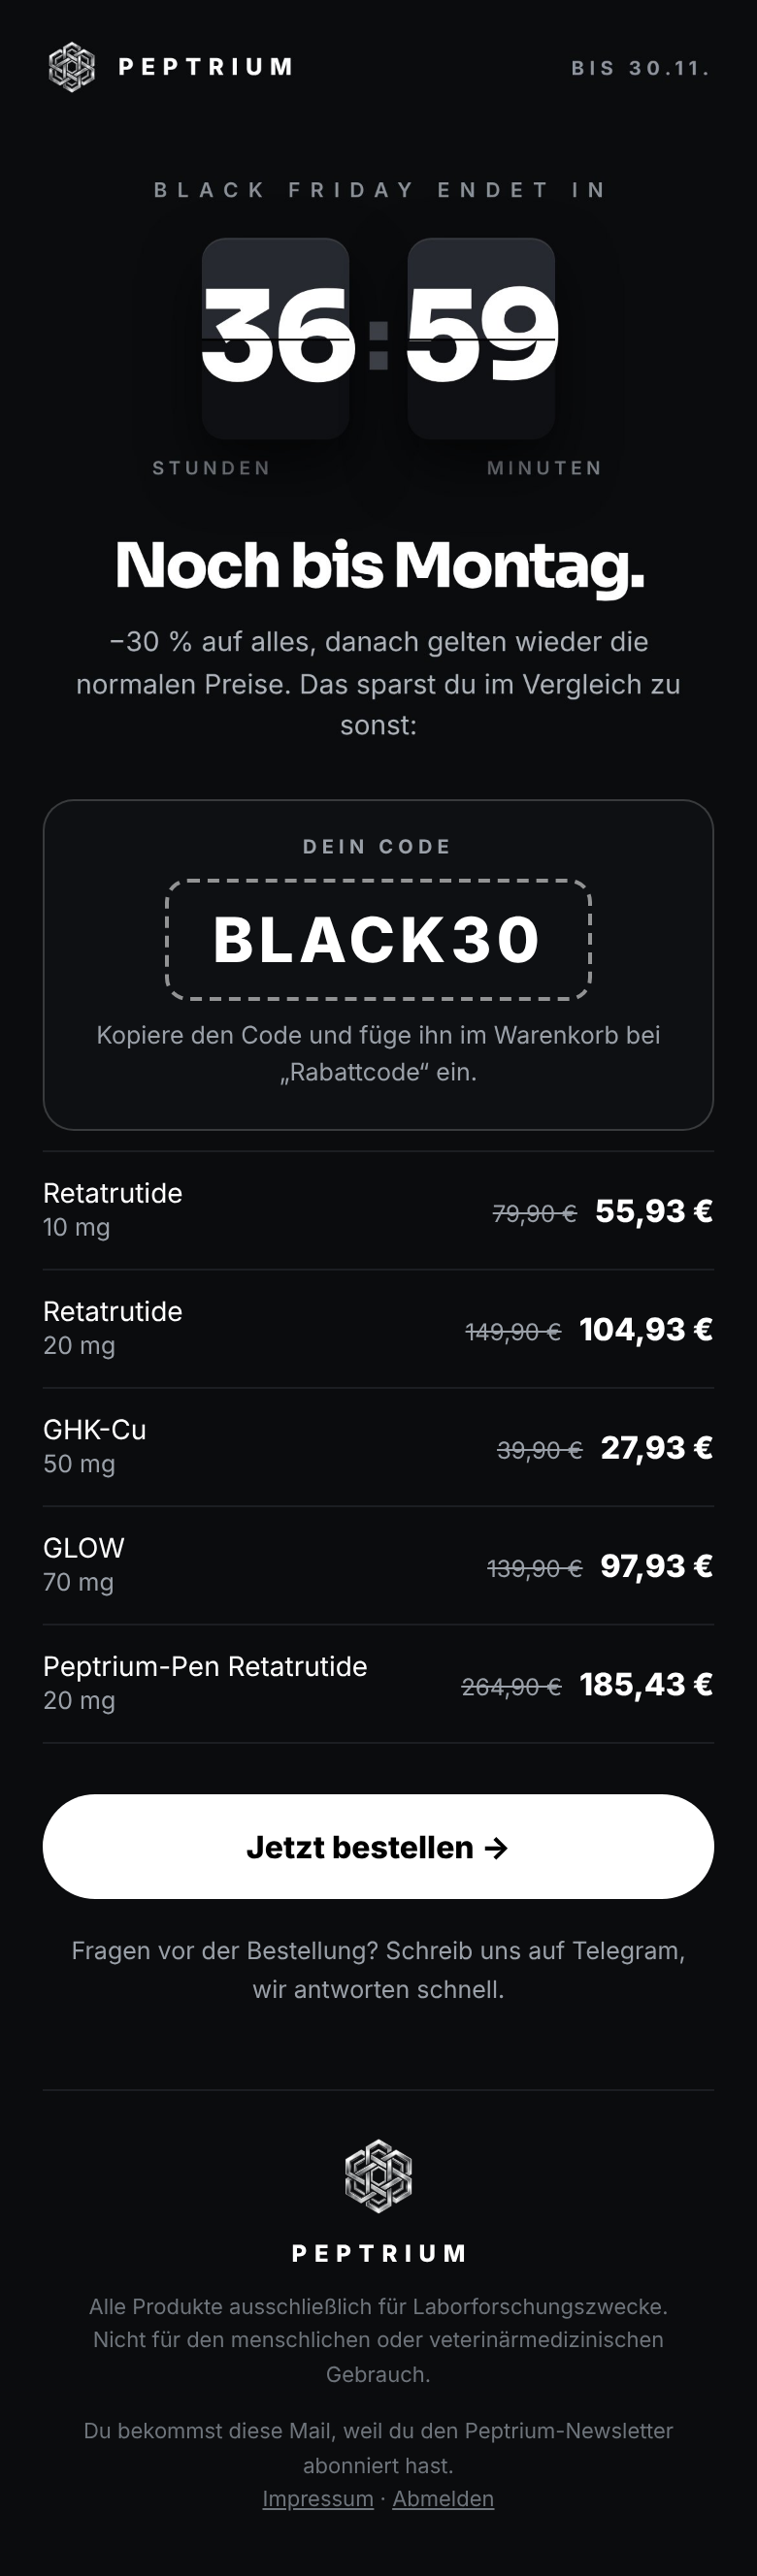 PEPTRIUM
BIS 30.11.
BLACK FRIDAY ENDET IN
36:59
STUNDEN MINUTEN
Noch bis Montag.
−30 % auf alles, danach gelten wieder die
normalen Preise. Das sparst du im Vergleich zu
sonst:
DEIN CODE
BLACK30
Kopiere den Code und füge ihn im Warenkorb bei
„Rabattcode“ ein.
Retatrutide
10 mg
79,90 € 55,93 €
Retatrutide
20 mg
149,90 € 104,93 €
GHK-Cu
50 mg
39,90 € 27,93 €
GLOW
70 mg
139,90 € 97,93 €
Peptrium-Pen Retatrutide
20 mg
264,90 € 185,43 €
Jetzt bestellen →
Fragen vor der Bestellung? Schreib uns auf Telegram,
wir antworten schnell.
PEPTRIUM
Alle Produkte ausschließlich für Laborforschungszwecke.
Nicht für den menschlichen oder veterinärmedizinischen
Gebrauch.
Du bekommst diese Mail, weil du den Peptrium-Newsletter
abonniert hast.
Impressum · Abmelden